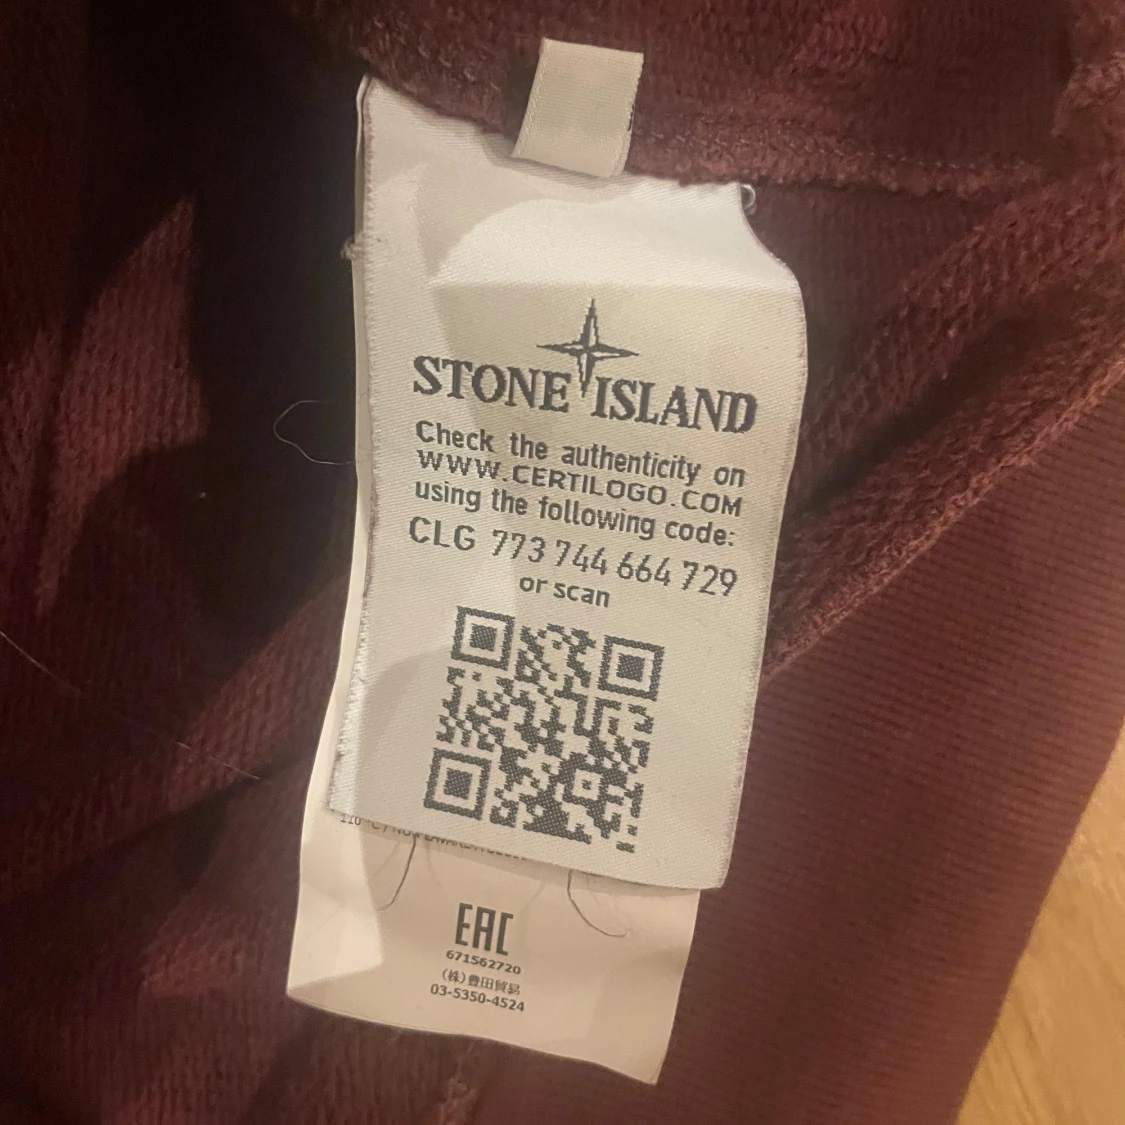 STONE ISLAND
Check the authenticity on
WWW.CERTILOGO.COM
using the following code:
CLG 773 744 664 729
or scan
110°C /
EAC
671562720
(株)豊田貿易
03-5350-4524